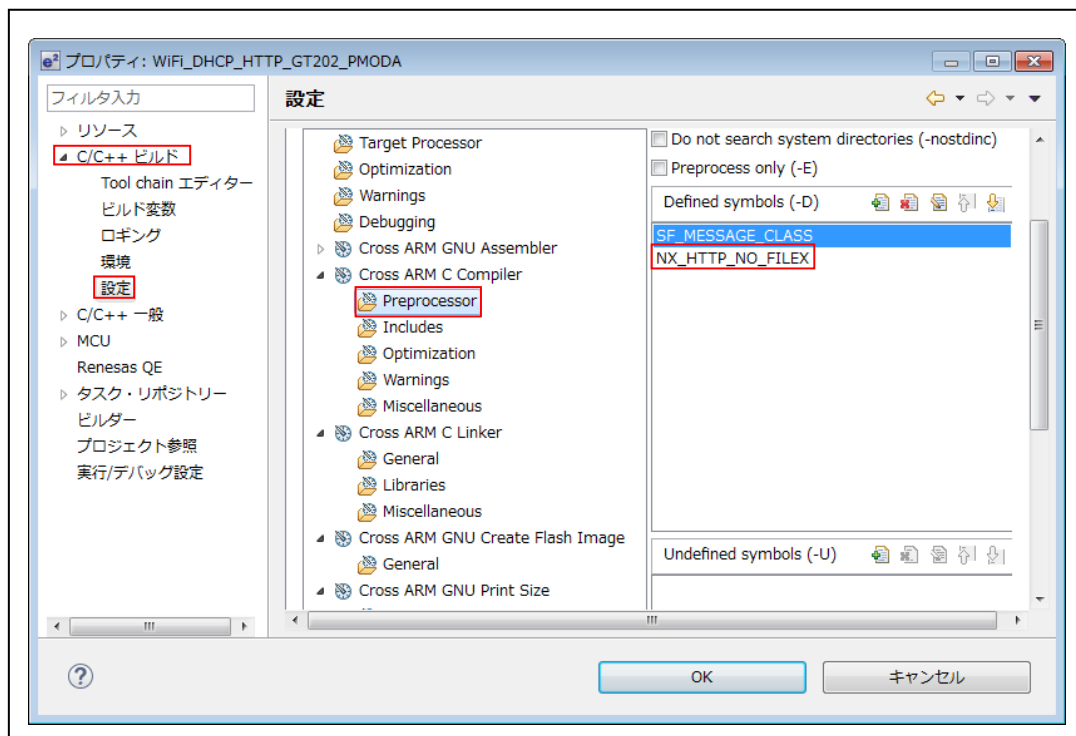 プロパティ: WiFi_DHCP_HTTP_GT202_PMODA
フィルタ入力
リソース
C/C++ ビルド
Tool chain エディター
ビルド変数
ロギング
環境
設定
C/C++ 一般
MCU
Renesas QE
タスク・リポジトリー
ビルダー
プロジェクト参照
実行/デバッグ設定
設定
Target Processor
Optimization
Warnings
Debugging
Cross ARM GNU Assembler
Cross ARM C Compiler
Preprocessor
Includes
Optimization
Warnings
Miscellaneous
Cross ARM C Linker
General
Libraries
Miscellaneous
Cross ARM GNU Create Flash Image
General
Cross ARM GNU Print Size
Do not search system directories (-nostdinc)
Preprocess only (-E)
Defined symbols (-D)
SF_MESSAGE_CLASS
NX_HTTP_NO_FILEX
Undefined symbols (-U)
OK
キャンセル